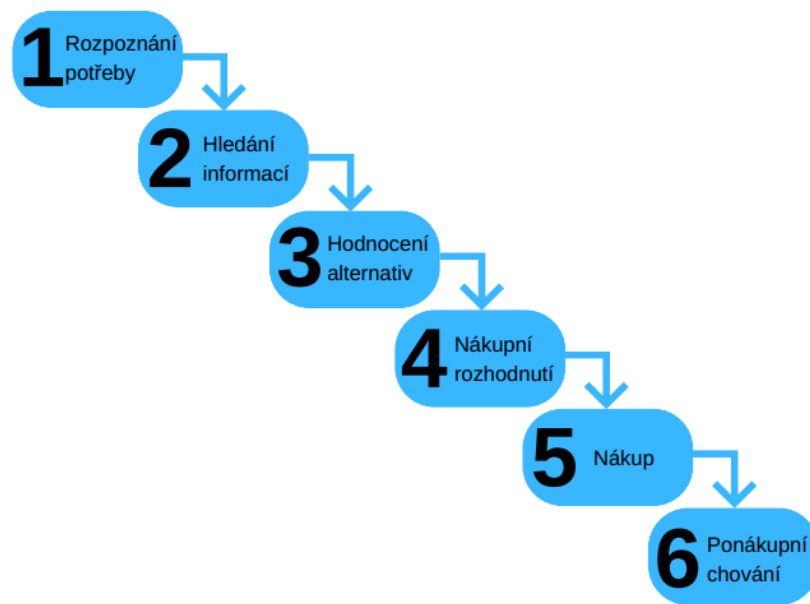 1 Rozpoznání
potřeby
2 Hledání
informací
3 Hodnocení
alternativ
4 Nákupní
rozhodnutí
5 Nákup
6 Ponákupní
chování